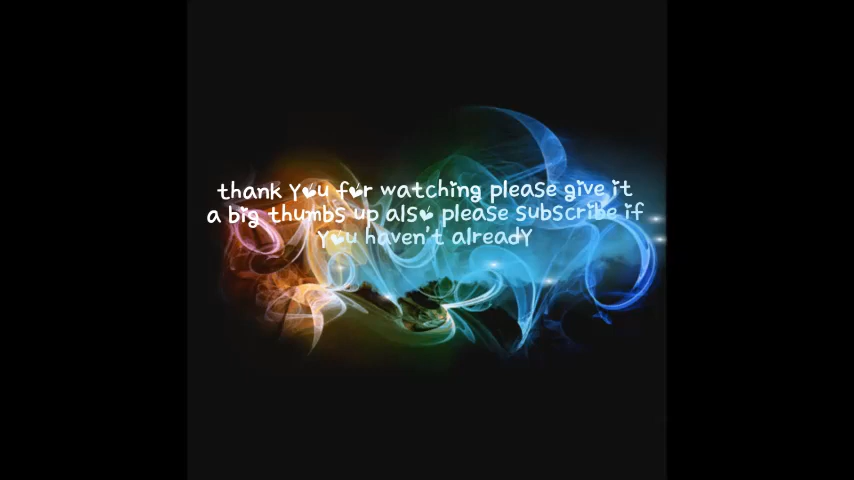 thank You for watching please give it
a big thumbs up also please subscribe if
You haven't alreadY